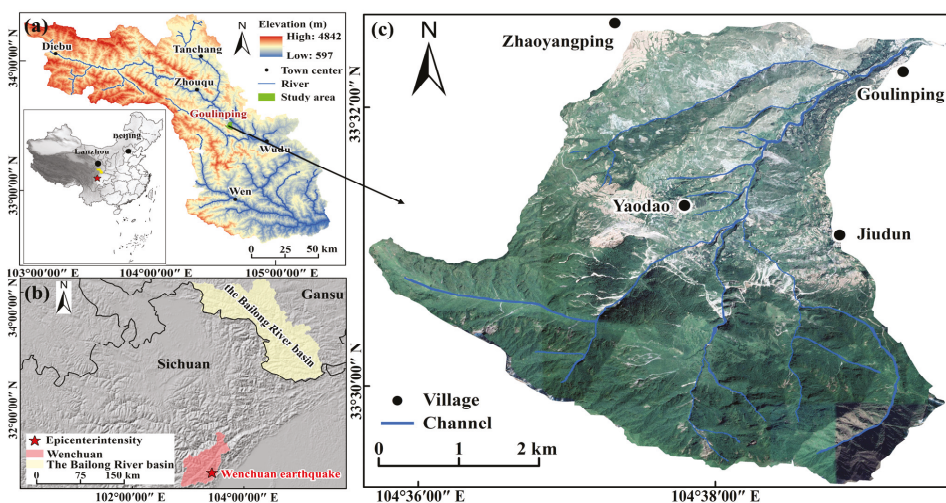 (a)
Elevation (m)
High: 4842
Low: 597
Town center
River
Study area
N
Diebu
Tanchang
Zhouqu
Goulinping
Wudu
Wen
Beijing
Lanzhou
0 25 50 km
34°00′00″ N
33°00′00″ N
103°00′00″ E
104°00′00″ E
105°00′00″ E
(b)
N
Gansu
the Bailong River basin
Sichuan
Epicenterintensity
Wenchuan
The Bailong River basin
0 75 150 km
Wenchuan earthquake
34°00′00″ N
32°00′00″ N
102°00′00″ E
104°00′00″ E
(c)
N
Zhaoyangping
Goulinping
Yaodao
Jiudun
Village
Channel
0 1 2 km
33°32′00″ N
33°30′00″ N
104°36′00″ E
104°38′00″ E